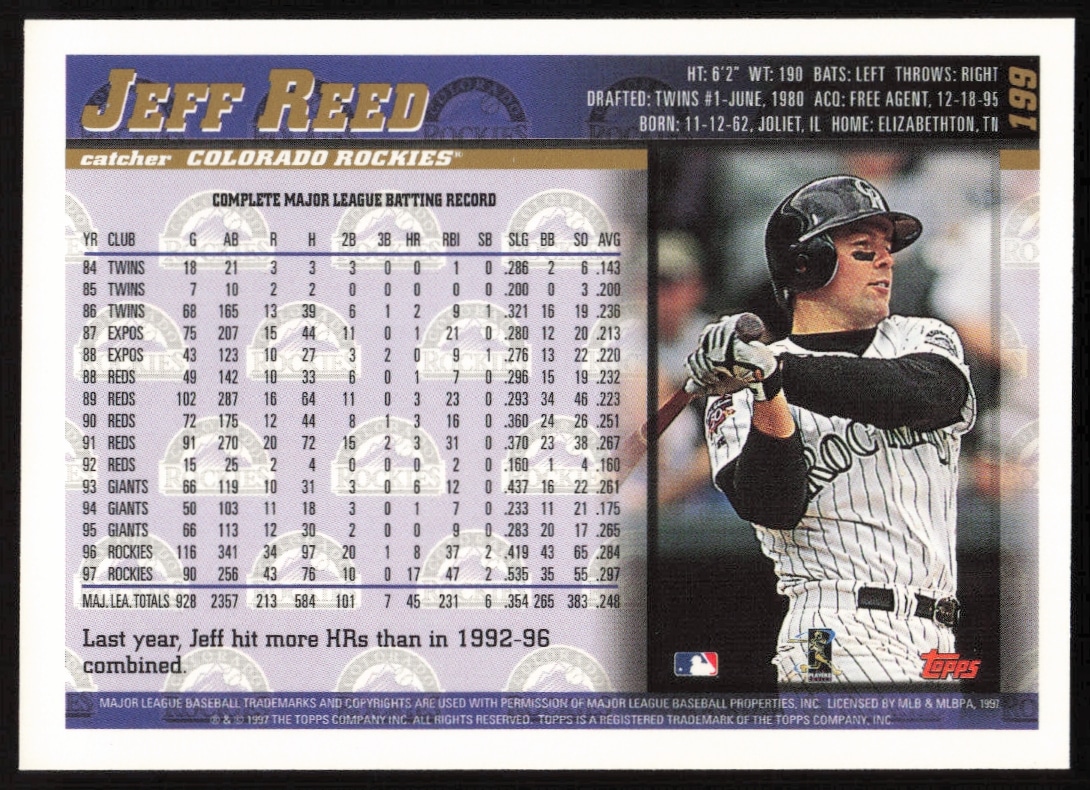 JEFF REED
HT: 6'2" WT: 190 BATS: LEFT THROWS: RIGHT
DRAFTED: TWINS #1-JUNE, 1980 ACQ: FREE AGENT, 12-18-95
BORN: 11-12-62, JOLIET, IL HOME: ELIZABETHTON, TN
199
catcher COLORADO ROCKIES®
COMPLETE MAJOR LEAGUE BATTING RECORD
YR CLUB G AB R H 2B 3B HR RBI SB SLG BB SO AVG
84 TWINS 18 21 3 3 3 0 0 1 0 .286 2 6 .143
85 TWINS 7 10 2 2 0 0 0 0 0 .200 0 3 .200
86 TWINS 68 165 13 39 6 1 2 9 1 .321 16 19 .236
87 EXPOS 75 207 15 44 11 0 1 21 0 .280 12 20 .213
88 EXPOS 43 123 10 27 3 2 0 9 1 .276 13 22 .220
88 REDS 49 142 10 33 6 0 1 7 0 .296 15 19 .232
89 REDS 102 287 16 64 11 0 3 23 0 .293 34 46 .223
90 REDS 72 175 12 44 8 1 3 16 0 .360 24 26 .251
91 REDS 91 270 20 72 15 2 3 31 0 .370 23 38 .267
92 REDS 15 25 2 4 0 0 0 2 0 .160 1 4 .160
93 GIANTS 66 119 10 31 3 0 6 12 0 .437 16 22 .261
94 GIANTS 50 103 11 18 3 0 1 7 0 .233 11 21 .175
95 GIANTS 66 113 12 30 2 0 0 9 0 .283 20 17 .265
96 ROCKIES 116 341 34 97 20 1 8 37 2 .419 43 65 .284
97 ROCKIES 90 256 43 76 10 0 17 47 2 .535 35 55 .297
MAJ.LEA.TOTALS 928 2357 213 584 101 7 45 231 6 .354 265 383 .248
Last year, Jeff hit more HRs than in 1992-96
combined.
ROCKIES
Topps
MAJOR LEAGUE BASEBALL TRADEMARKS AND COPYRIGHTS ARE USED WITH PERMISSION OF MAJOR LEAGUE BASEBALL PROPERTIES, INC. LICENSED BY MLB & MLBPA, 1997
® & © 1997 THE TOPPS COMPANY, INC. ALL RIGHTS RESERVED. TOPPS IS A REGISTERED TRADEMARK OF THE TOPPS COMPANY, INC.